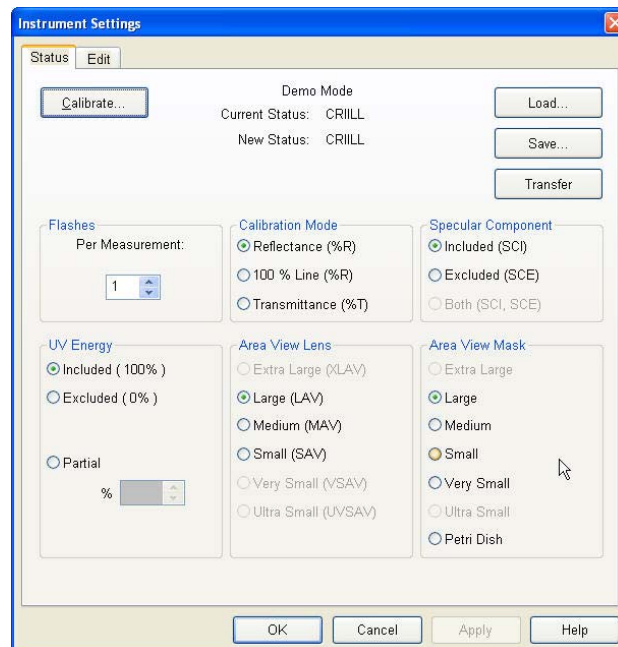 Instrument Settings
Status Edit
Calibrate...
Demo Mode
Current Status: CRIILL
New Status: CRIILL
Load...
Save...
Transfer
Flashes
Per Measurement:
1
Calibration Mode
Reflectance (%R)
100 % Line (%R)
Transmittance (%T)
Specular Component
Included (SCI)
Excluded (SCE)
Both (SCI, SCE)
UV Energy
Included ( 100% )
Excluded ( 0% )
Partial
%
Area View Lens
Extra Large (XLAV)
Large (LAV)
Medium (MAV)
Small (SAV)
Very Small (VSAV)
Ultra Small (UVSAV)
Area View Mask
Extra Large
Large
Medium
Small
Very Small
Ultra Small
Petri Dish
OK Cancel Apply Help